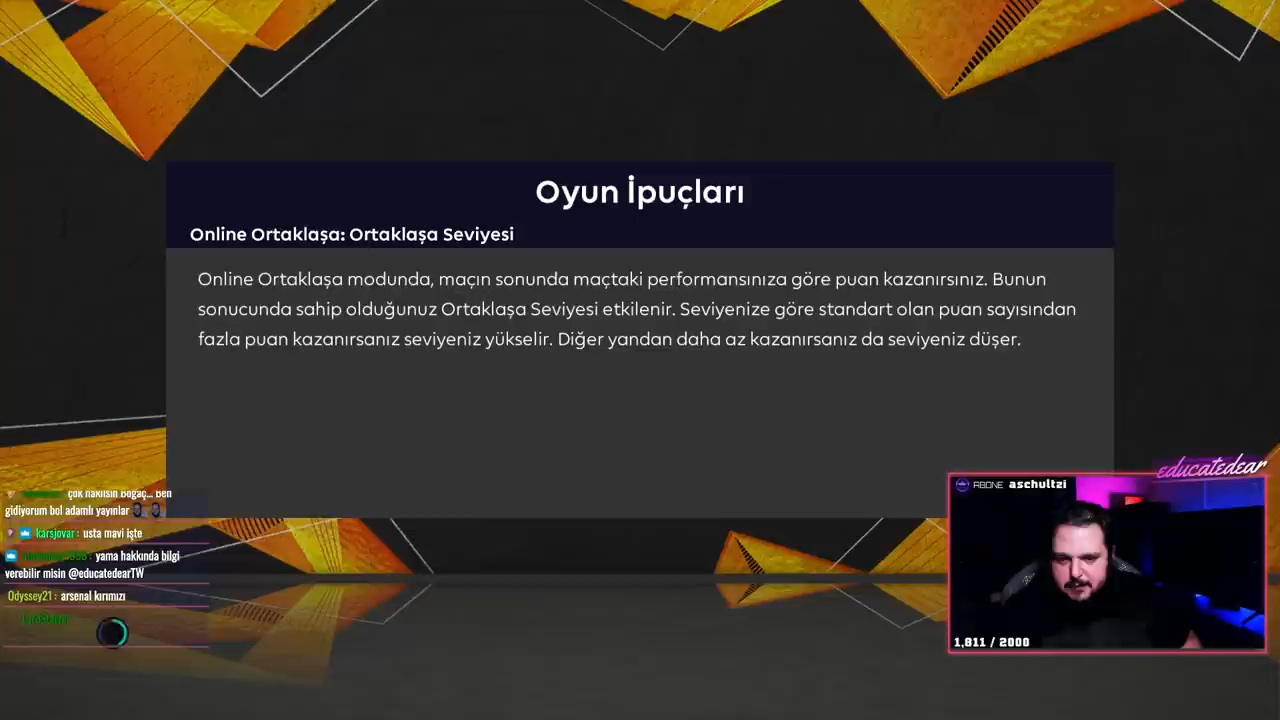 Oyun İpuçları
Online Ortaklaşa: Ortaklaşa Seviyesi
Online Ortaklaşa modunda, maçın sonunda maçtaki performansınıza göre puan kazanırsınız. Bunun
sonucunda sahip olduğunuz Ortaklaşa Seviyesi etkilenir. Seviyenize göre standart olan puan sayısından
fazla puan kazanırsanız seviyeniz yükselir. Diğer yandan daha az kazanırsanız da seviyeniz düşer.
educatedear
ABONE aschultzi
çok haklısın Boğaç... Ben
gidiyorum bol adamlı yayınlar
karsjovar: usta mavi işte
: yama hakkında bilgi
verebilir misin @educatedearTW
Odyssey21: arsenal kırımızı
1,811 / 2000